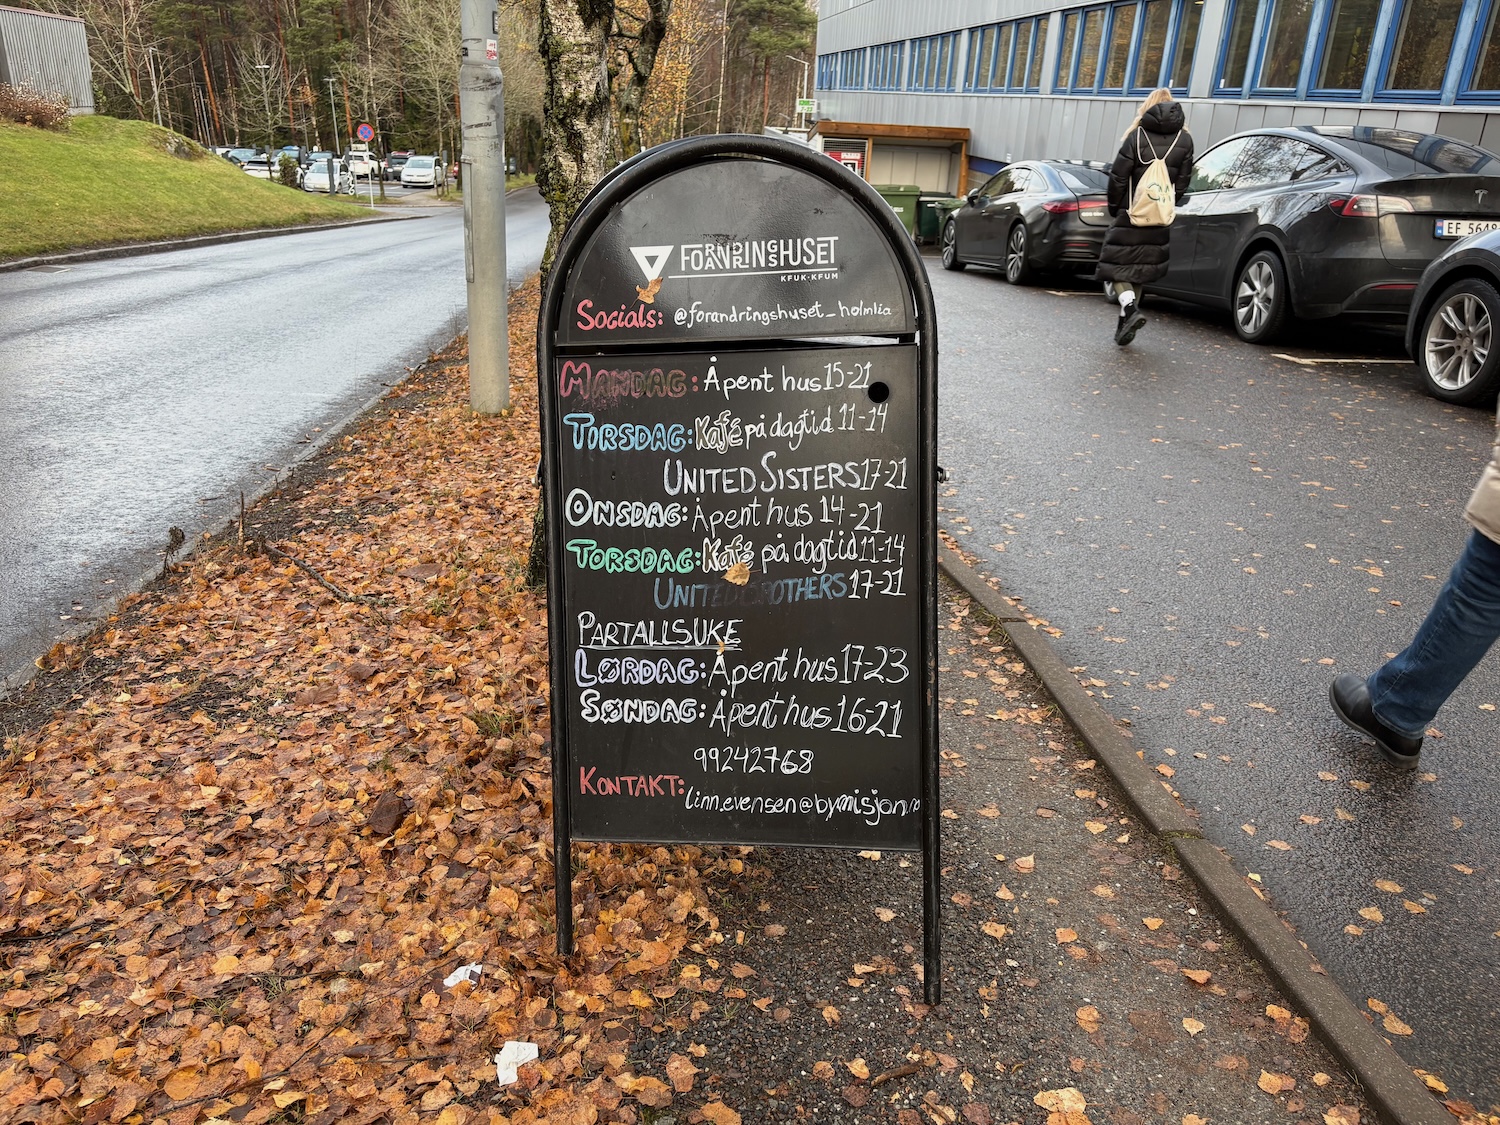 FORANDRINGSHUSET
KFUK-KFUM
Socials: @forandringshuset_holmlia
MANDAG: Åpent hus 15-21
TIRSDAG: Kafé på dagtid 11-14
UNITED SISTERS 17-21
ONSDAG: Åpent hus 14-21
TORSDAG: Kafé på dagtid 11-14
UNITED BROTHERS 17-21
PARTALLSUKE
LØRDAG: Åpent hus 17-23
SØNDAG: Åpent hus 16-21
99242768
KONTAKT: linn.evensen@bymisjon.no
EF 5648